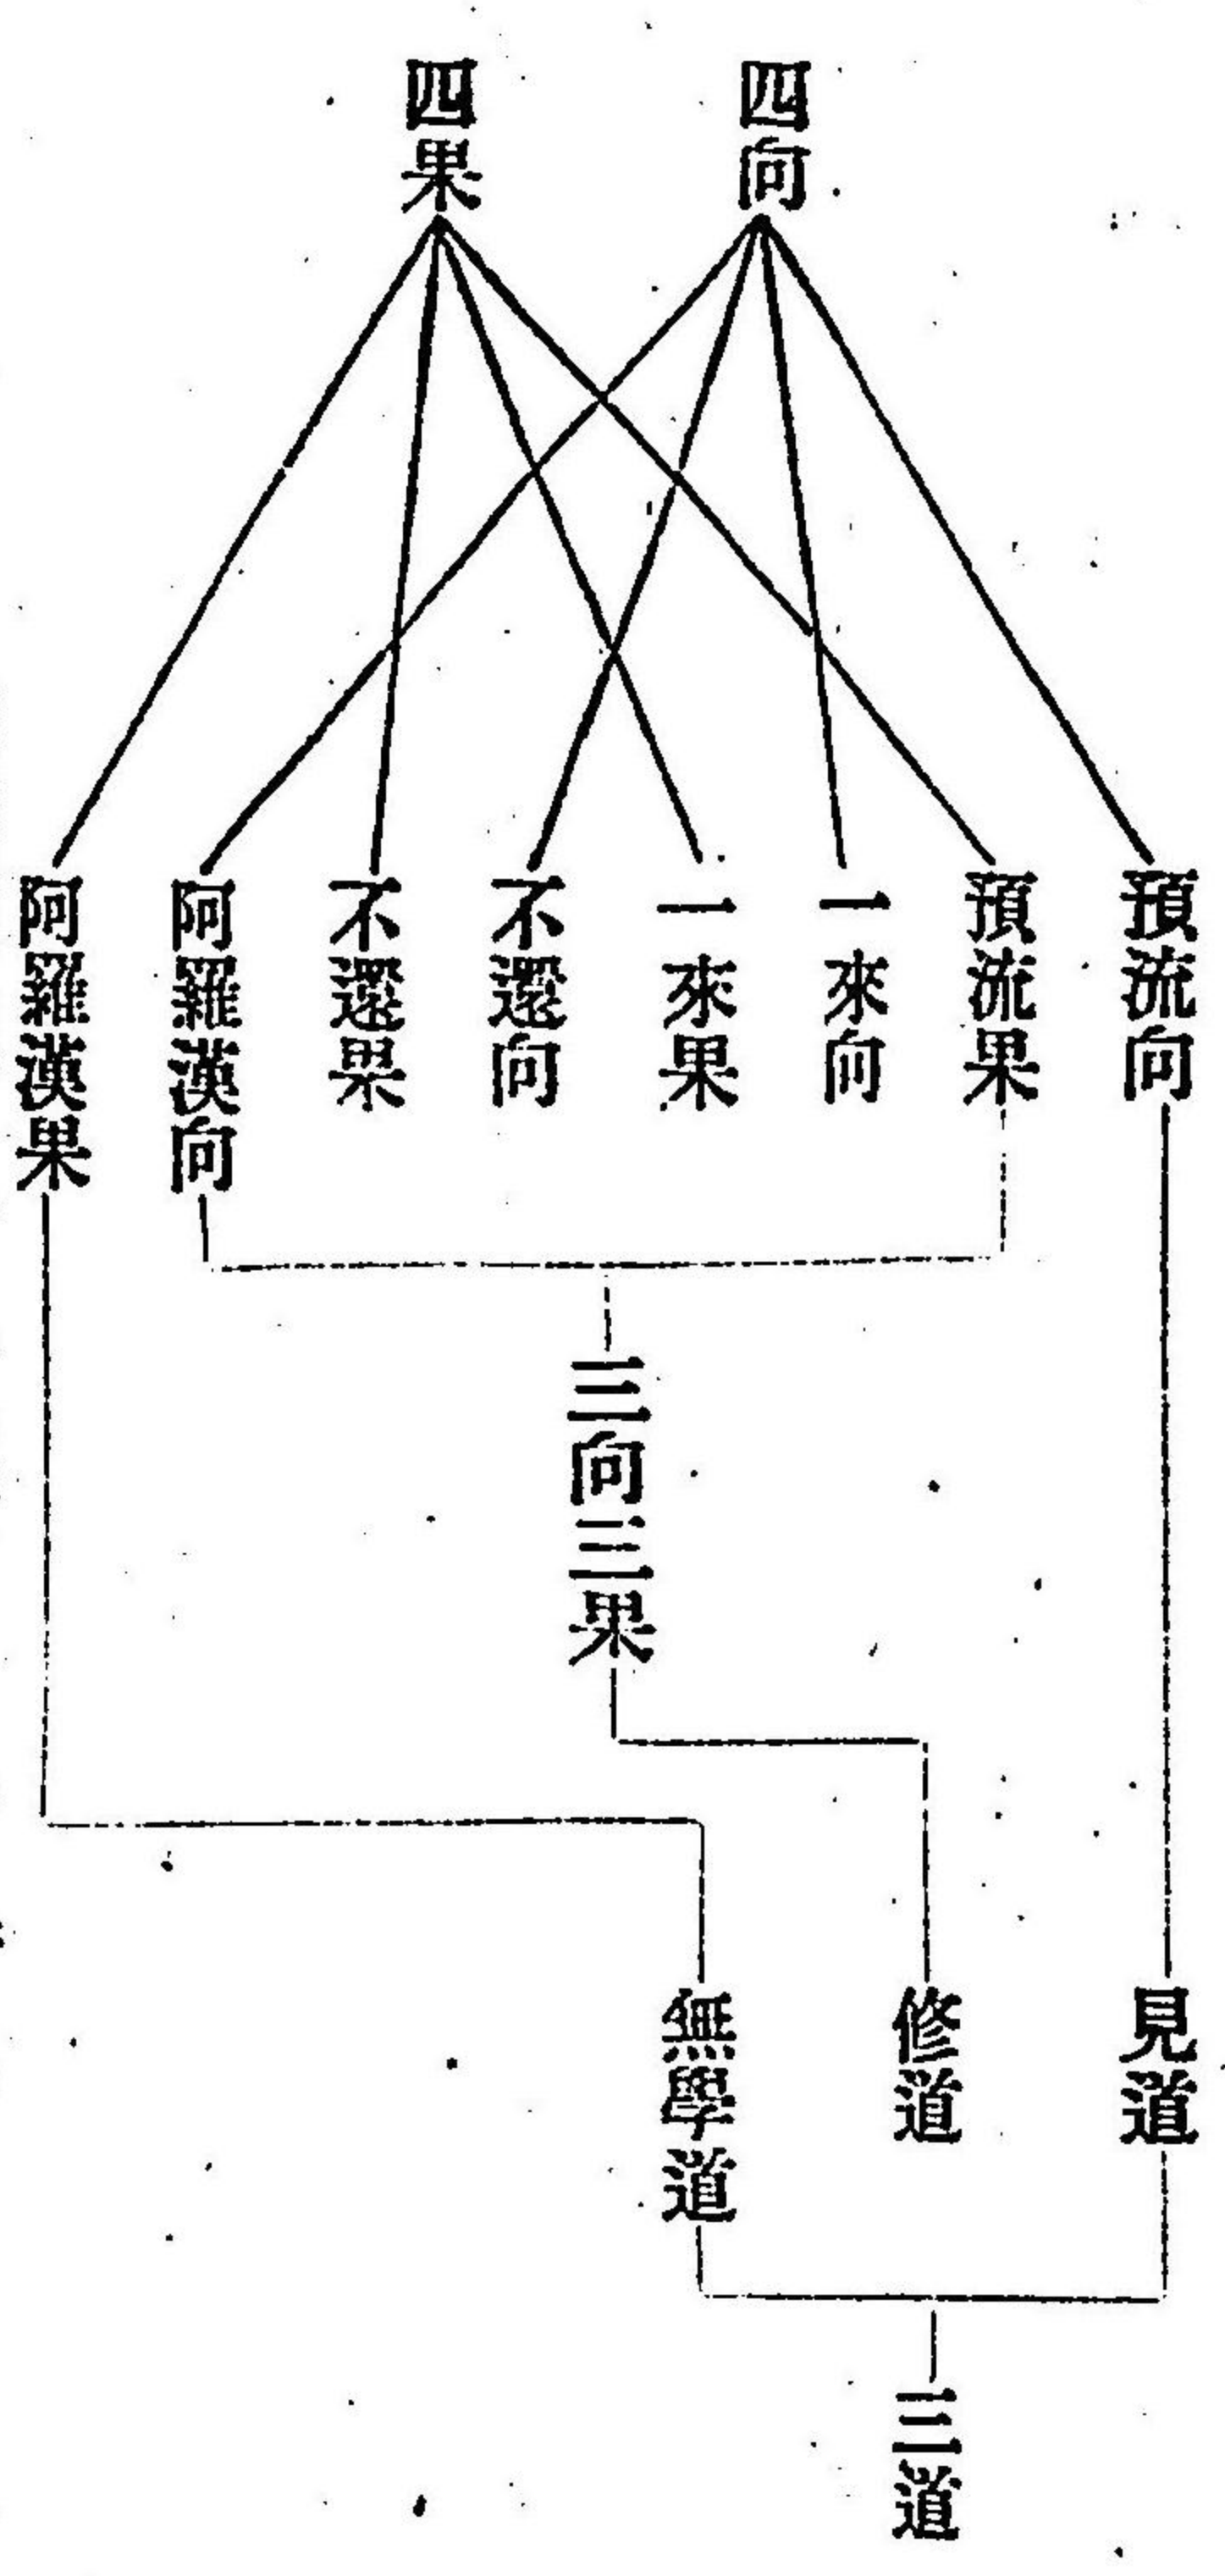 四向
四果
預流向
預流果
一來向
一來果
不還向
不還果
阿羅漢向
阿羅漢果
三向三果
見道
修道
無學道
三道